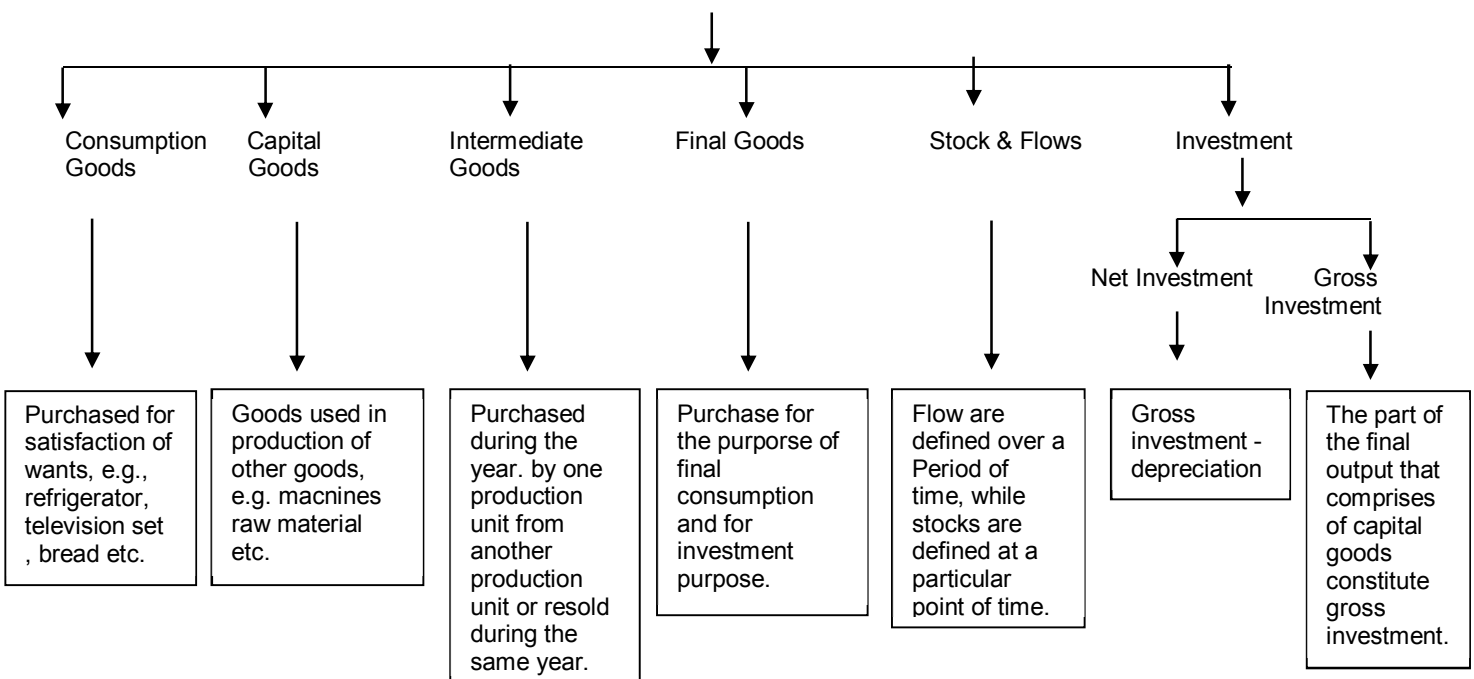 Consumption
Goods
Capital
Goods
Intermediate
Goods
Final Goods
Stock & Flows
Investment
Net Investment
Gross
Investment
Purchased for
satisfaction of
wants, e.g.,
refrigerator,
television set
, bread etc.
Goods used in
production of
other goods,
e.g. macnines
raw material
etc.
Purchased
during the
year. by one
production
unit from
another
production
unit or resold
during the
same year.
Purchase for
the purporse of
final
consumption
and for
investment
purpose.
Flow are
defined over a
Period of
time, while
stocks are
defined at a
particular
point of time.
Gross
investment -
depreciation
The part of
the final
output that
comprises
of capital
goods
constitute
gross
investment.